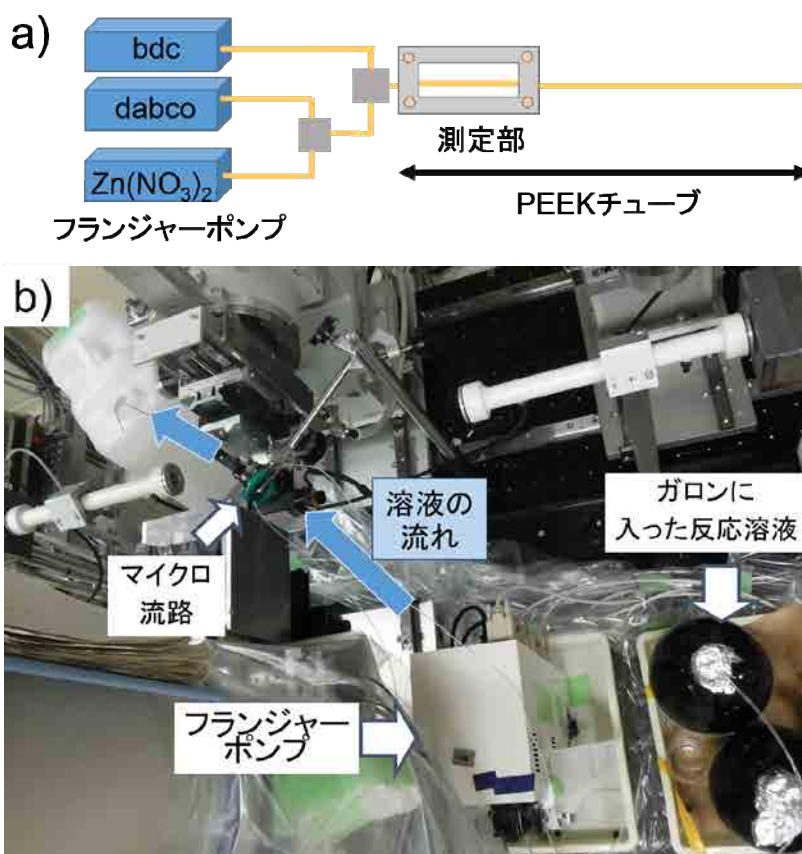 a)
bdc
dabco
Zn(NO₃)₂
フランジャーポンプ
測定部
PEEKチューブ
b)
溶液の
流れ
ガロンに
入った反応溶液
マイクロ
流路
フランジャー
ポンプ